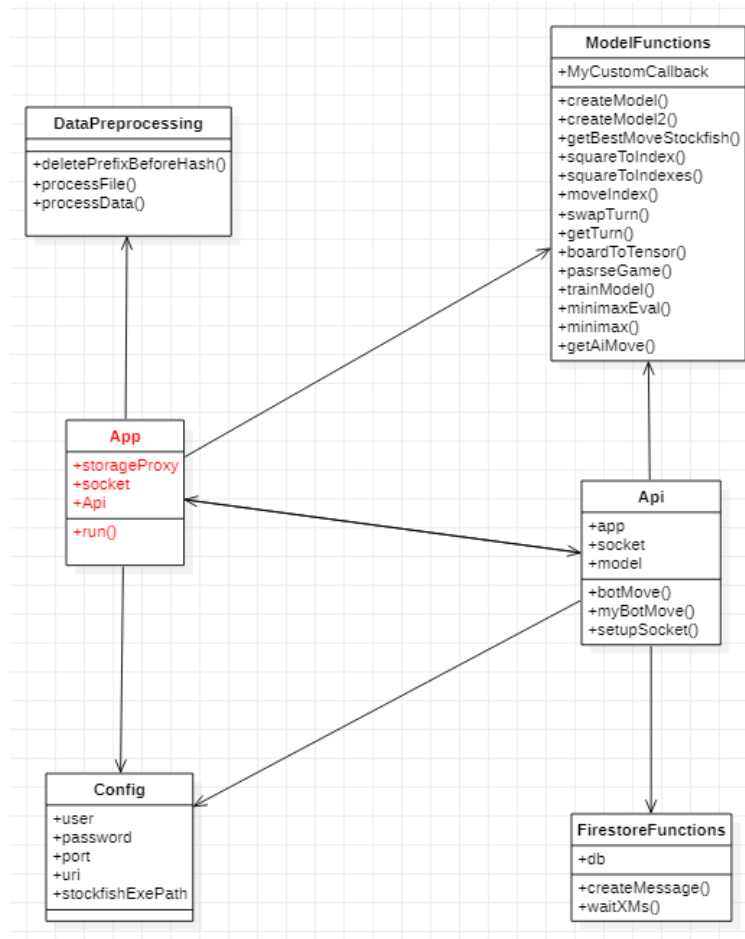 ModelFunctions
+MyCustomCallback
+createModel()
+createModel2()
+getBestMoveStockfish()
+squareToIndex()
+squareToIndexes()
+moveIndex()
+swapTurn()
+getTurn()
+boardToTensor()
+pasrseGame()
+trainModel()
+minimaxEval()
+minimax()
+getAiMove()
DataPreprocessing
+deletePrefixBeforeHash()
+processFile()
+processData()
App
+storageProxy
+socket
+Api
+run()
Api
+app
+socket
+model
+botMove()
+myBotMove()
+setupSocket()
Config
+user
+password
+port
+uri
+stockfishExePath
FirestoreFunctions
+db
+createMessage()
+waitXMs()